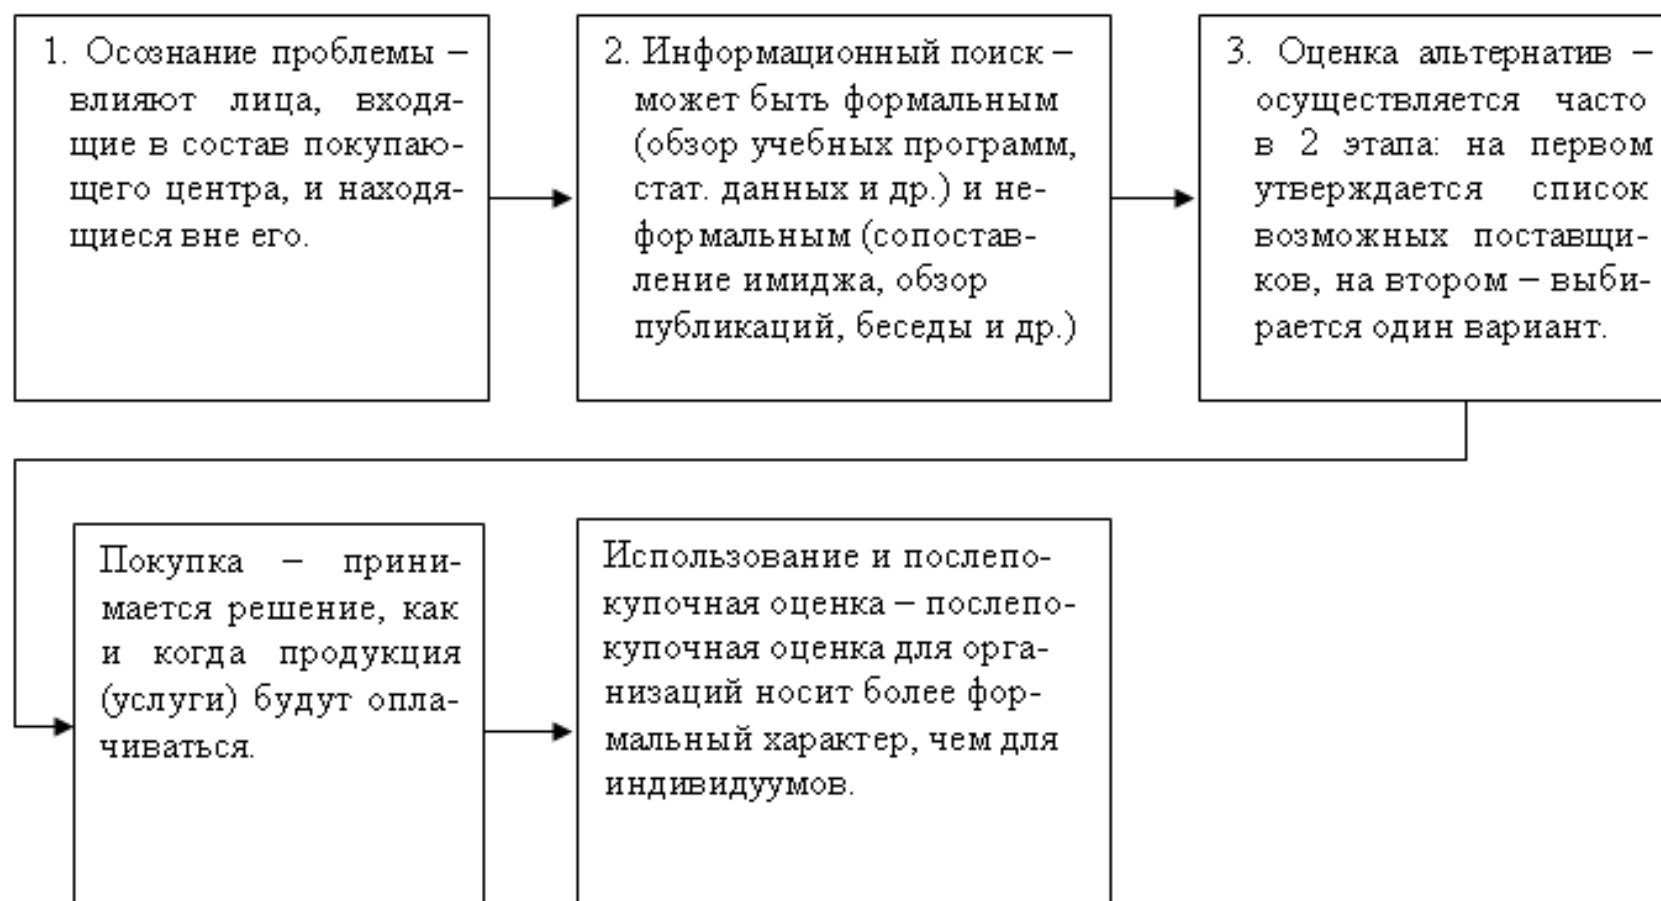 1. Осознание проблемы –
влияют лица, входя-
щие в состав покупаю-
щего центра, и находя-
щиеся вне его.
2. Информационный поиск –
может быть формальным
(обзор учебных программ,
стат. данных и др.) и не-
формальным (сопостав-
ление имиджа, обзор
публикаций, беседы и др.)
3. Оценка альтернатив –
осуществляется часто
в 2 этапа: на первом
утверждается список
возможных поставщи-
ков, на втором – выби-
рается один вариант.
Покупка – прини-
мается решение, как
и когда продукция
(услуги) будут опла-
чиваться.
Использование и послепо-
купочная оценка – послепо-
купочная оценка для орга-
низаций носит более фор-
мальный характер, чем для
индивидуумов.